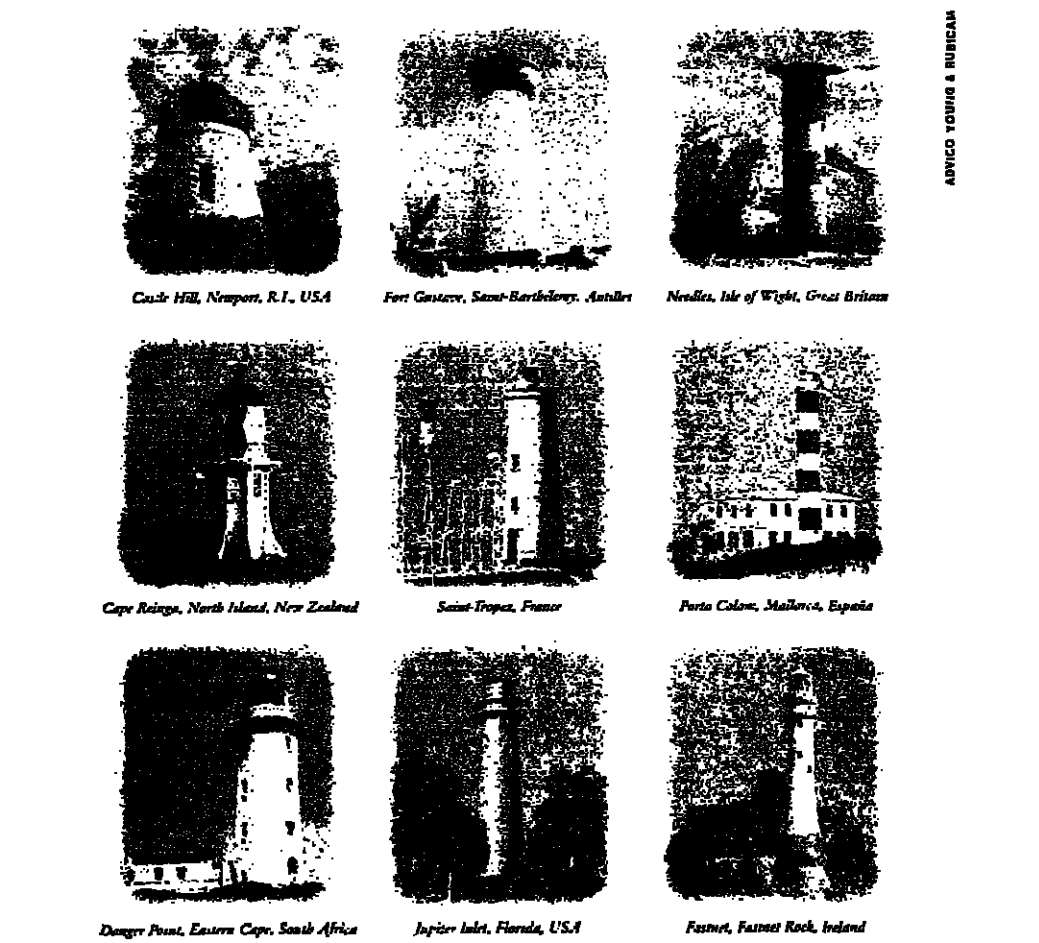 ADVICO YOUNG & RUBICAM
Castle Hill, Newport, R.I., USA
Fort Gustave, Saint-Barthélemy, Antilles
Needles, Isle of Wight, Great Britain
Cape Reinga, North Island, New Zealand
Saint-Tropez, France
Porto Colom, Mallorca, España
Danger Point, Eastern Cape, South Africa
Jupiter Inlet, Florida, USA
Fastnet, Fastnet Rock, Ireland